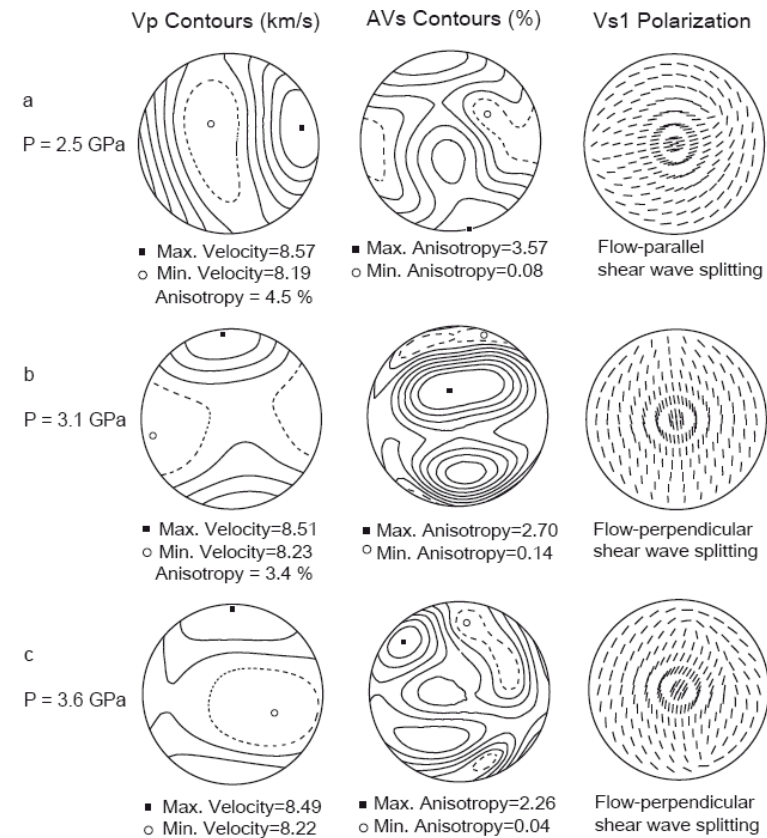 Vp Contours (km/s) AVs Contours (%) Vs1 Polarization
a
P = 2.5 GPa
■ Max. Velocity=8.57 ■ Max. Anisotropy=3.57 Flow-parallel
○ Min. Velocity=8.19 ○ Min. Anisotropy=0.08 shear wave splitting
Anisotropy = 4.5 %
b
P = 3.1 GPa
■ Max. Velocity=8.51 ■ Max. Anisotropy=2.70 Flow-perpendicular
○ Min. Velocity=8.23 ○ Min. Anisotropy=0.14 shear wave splitting
Anisotropy = 3.4 %
c
P = 3.6 GPa
■ Max. Velocity=8.49 ■ Max. Anisotropy=2.26 Flow-perpendicular
○ Min. Velocity=8.22 ○ Min. Anisotropy=0.04 shear wave splitting